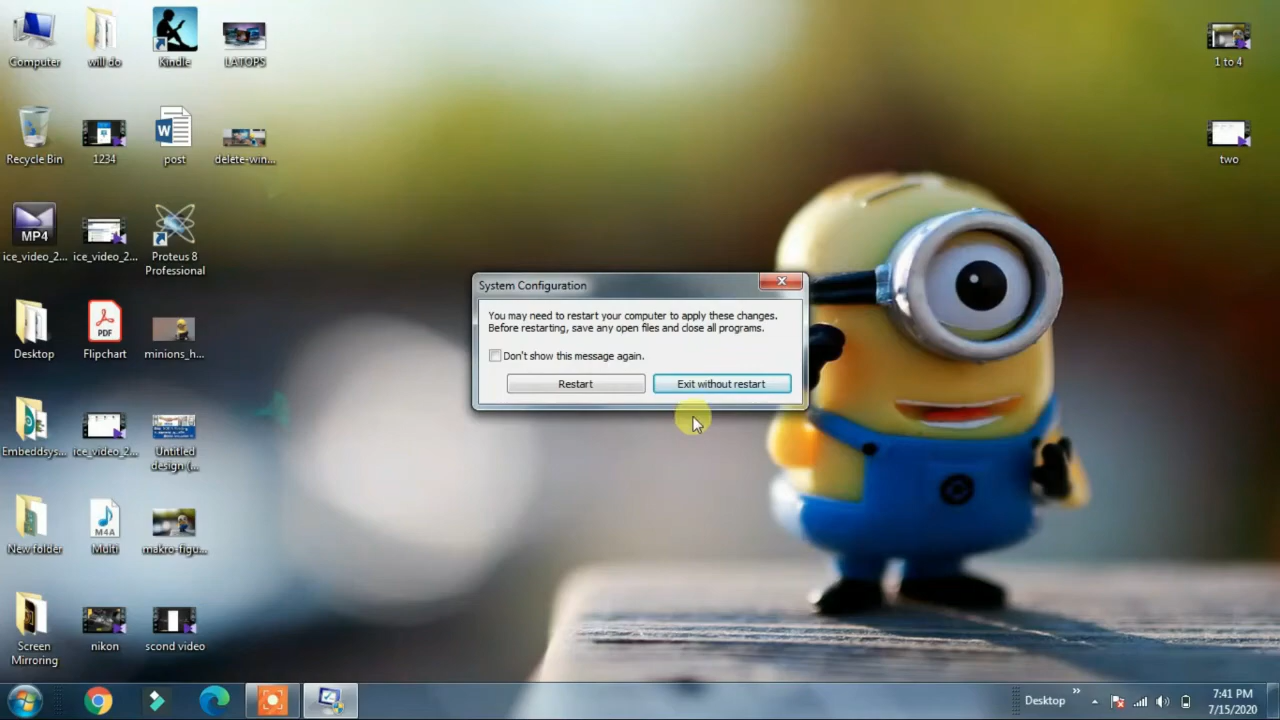 Computer
will do
Kindle
LATOPS
1 to 4
Recycle Bin
1234
post
delete-win...
two
MP4
ice_video_2...
ice_video_2...
Proteus 8
Professional
System Configuration
You may need to restart your computer to apply these changes.
Before restarting, save any open files and close all programs.
Don't show this message again.
Restart
Exit without restart
Desktop
PDF
Flipchart
minions_h...
Embeddsys...
ice_video_2...
Untitled
design (...
New folder
M4A
Multi
makro-figu...
Screen
Mirroring
nikon
scond video
Desktop
7:41 PM
7/15/2020